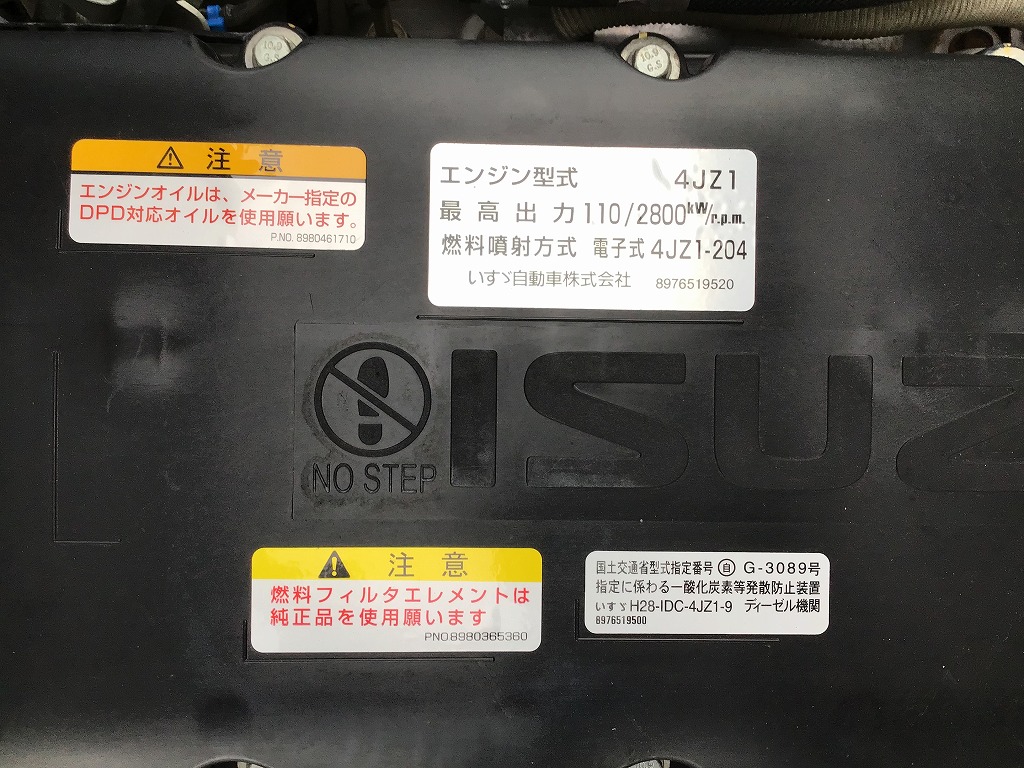 10.9
G.S
10.9
G.S
注意
エンジンオイルは、メーカー指定の
DPD対応オイルを使用願います。
P.NO. 8980461710
エンジン型式 4JZ1
最高出力 110/2800kW/r.p.m.
燃料噴射方式 電子式 4JZ1-204
いすゞ自動車株式会社 8976519520
NO STEP
ISUZ
注意
燃料フィルタエレメントは
純正品を使用願います
PNO8980365360
国土交通省型式指定番号 自 G-3089号
指定に係わる一酸化炭素等発散防止装置
いすゞ H28-IDC-4JZ1-9 ディーゼル機関
8976519500